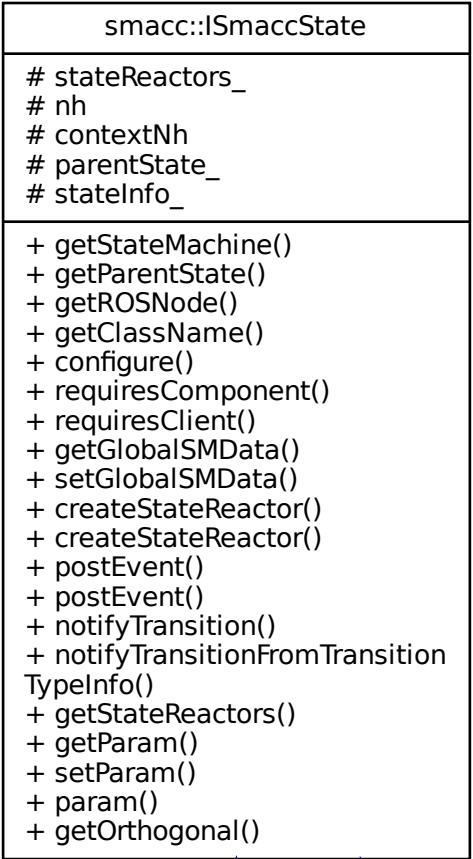 smacc::ISmaccState
# stateReactors_
# nh
# contextNh
# parentState_
# stateInfo_
+ getStateMachine()
+ getParentState()
+ getROSNode()
+ getClassName()
+ configure()
+ requiresComponent()
+ requiresClient()
+ getGlobalSMData()
+ setGlobalSMData()
+ createStateReactor()
+ createStateReactor()
+ postEvent()
+ postEvent()
+ notifyTransition()
+ notifyTransitionFromTransition
TypeInfo()
+ getStateReactors()
+ getParam()
+ setParam()
+ param()
+ getOrthogonal()